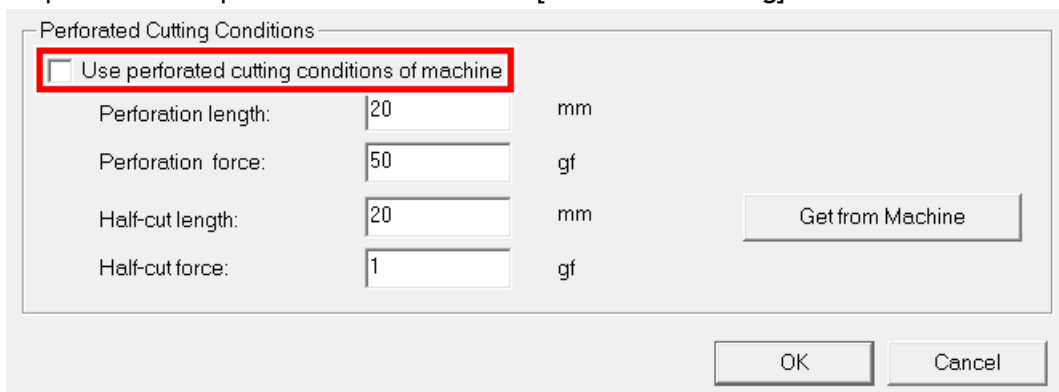 Perforated Cutting Conditions
Use perforated cutting conditions of machine
Perforation length: 20 mm
Perforation force: 50 gf
Half-cut length: 20 mm Get from Machine
Half-cut force: 1 gf
OK Cancel